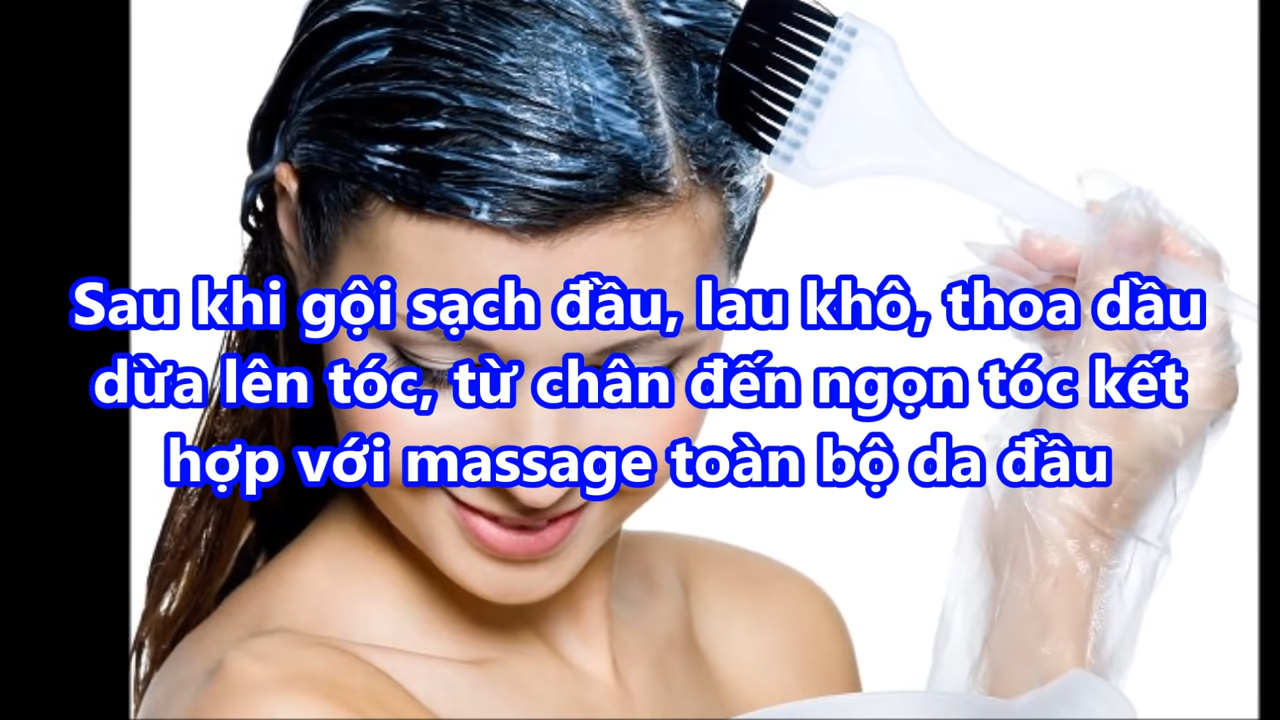 Sau khi gội sạch đầu, lau khô, thoa dầu
dừa lên tóc, từ chân đến ngọn tóc kết
hợp với massage toàn bộ da đầu